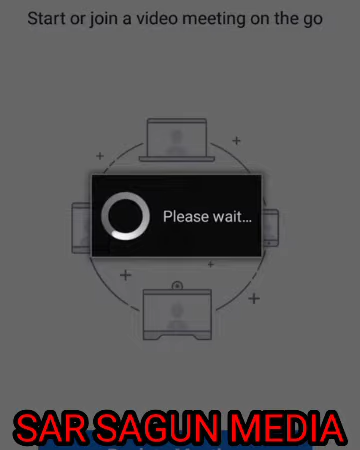 Start or join a video meeting on the go
Please wait...
SAR SAGUN MEDIA